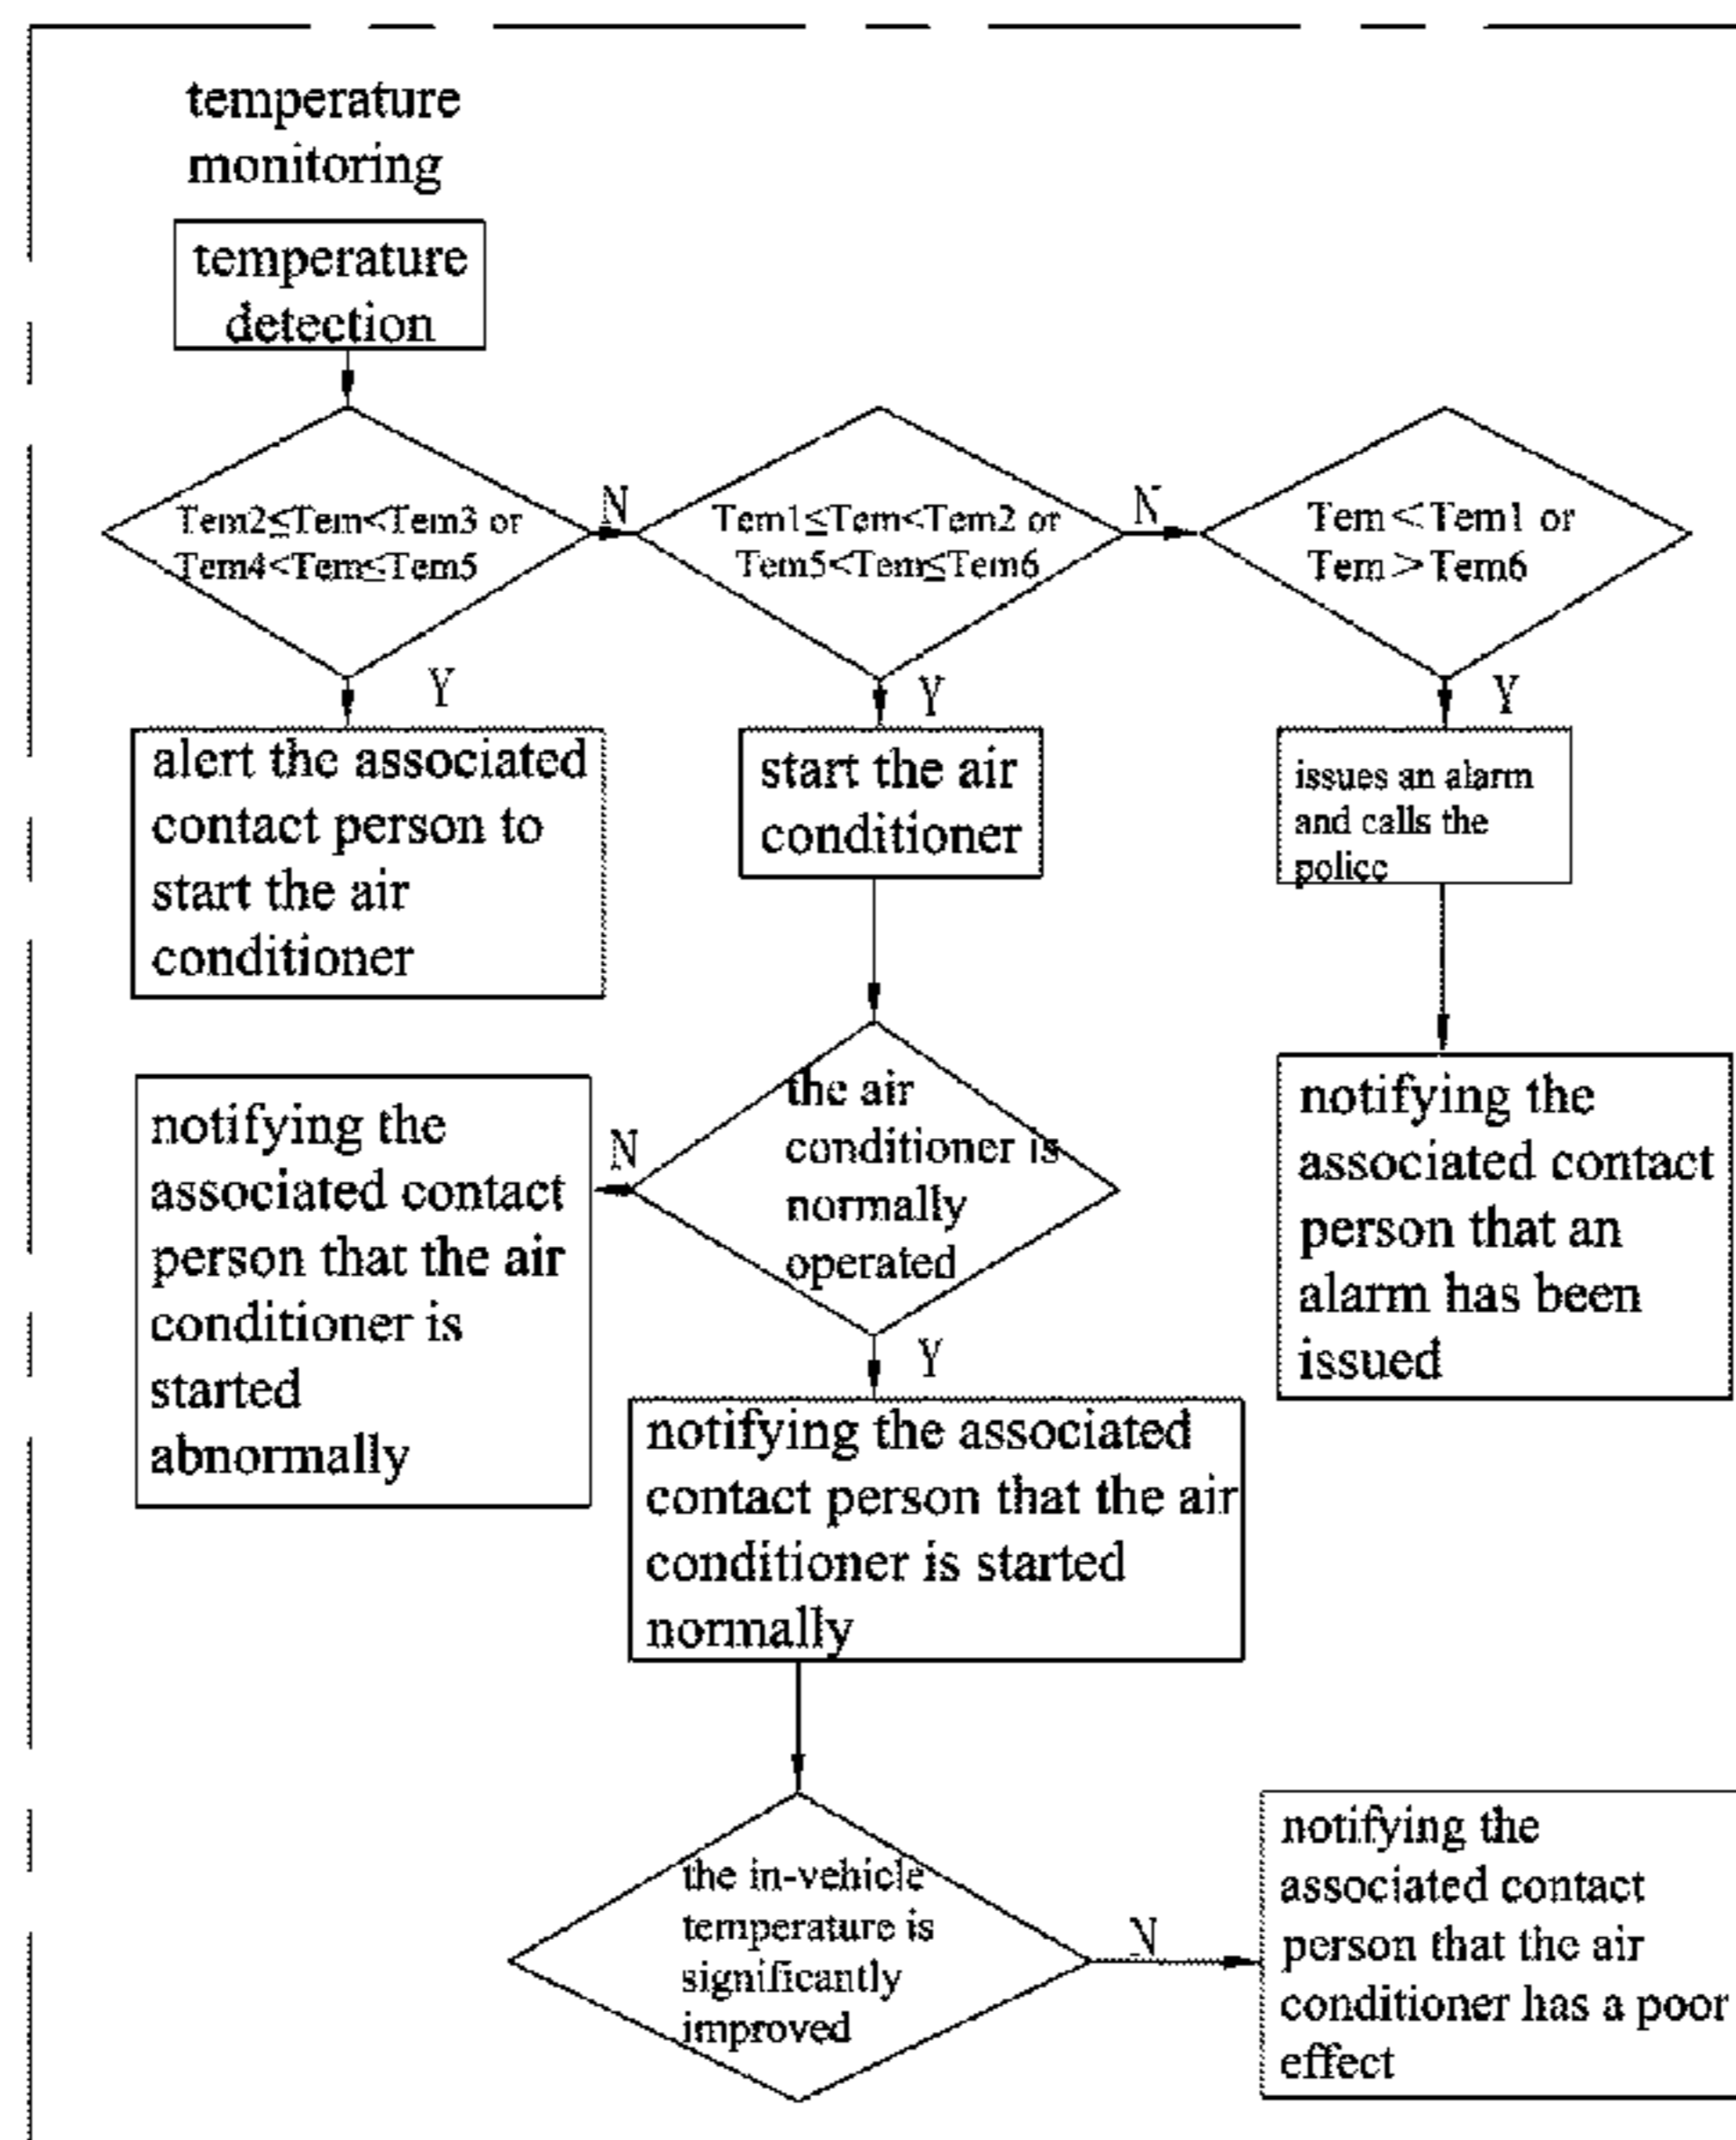 temperature
monitoring
temperature
detection
Tem2≤Tem<Tem3 or
Tem4<Tem≤Tem5
N
Tem1≤Tem<Tem2 or
Tem5<Tem≤Tem6
N
Tem<Tem1 or
Tem>Tem6
Y
Y
Y
alert the associated
contact person to
start the air
conditioner
start the air
conditioner
issues an alarm
and calls the
police
the air
conditioner is
normally
operated
N
notifying the
associated contact
person that the air
conditioner is
started
abnormally
notifying the
associated contact
person that an
alarm has been
issued
Y
notifying the associated
contact person that the air
conditioner is started
normally
the in-vehicle
temperature is
significantly
improved
N
notifying the
associated contact
person that the air
conditioner has a poor
effect